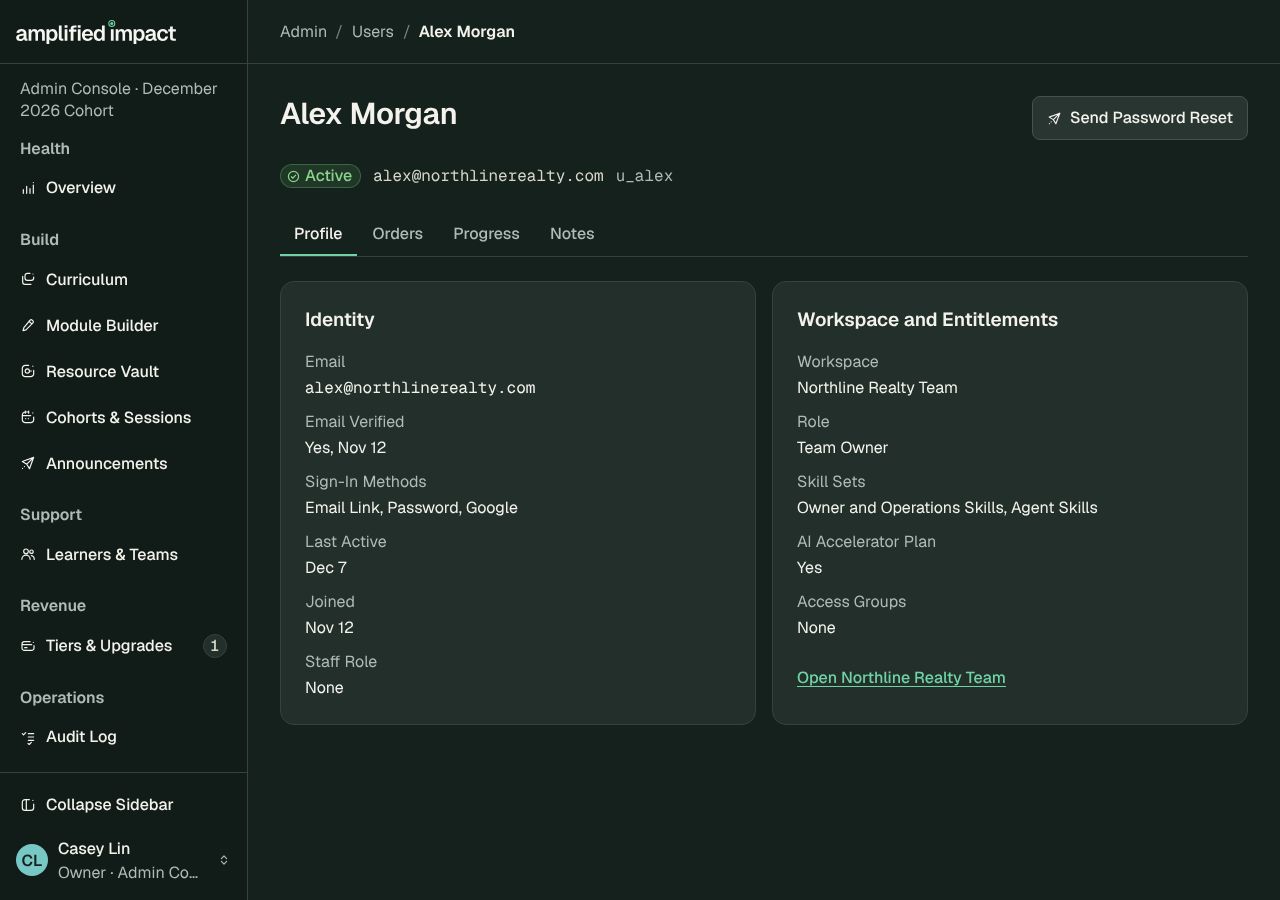 amplified impact
Admin / Users / Alex Morgan
Admin Console · December
2026 Cohort
Health
Overview
Build
Curriculum
Module Builder
Resource Vault
Cohorts & Sessions
Announcements
Support
Learners & Teams
Revenue
Tiers & Upgrades 1
Operations
Audit Log
Collapse Sidebar
CL
Casey Lin
Owner · Admin Co...
Alex Morgan
Send Password Reset
Active alex@northlinerealty.com u_alex
Profile Orders Progress Notes
Identity
Email
alex@northlinerealty.com
Email Verified
Yes, Nov 12
Sign-In Methods
Email Link, Password, Google
Last Active
Dec 7
Joined
Nov 12
Staff Role
None
Workspace and Entitlements
Workspace
Northline Realty Team
Role
Team Owner
Skill Sets
Owner and Operations Skills, Agent Skills
AI Accelerator Plan
Yes
Access Groups
None
Open Northline Realty Team